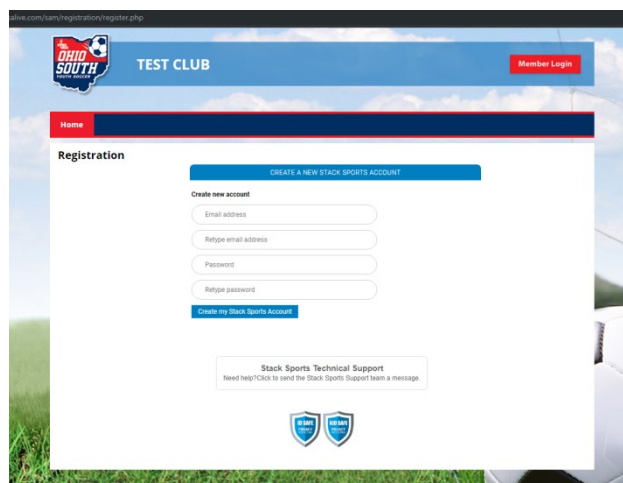 salive.com/sam/registration/register.php
OHIO
SOUTH
YOUTH SOCCER
TEST CLUB
Member Login
Home
Registration
CREATE A NEW STACK SPORTS ACCOUNT
Create new account
Email address
Retype email address
Password
Retype password
Create my Stack Sports Account
Stack Sports Technical Support
Need help?Click to send the Stack Sports Support team a message.